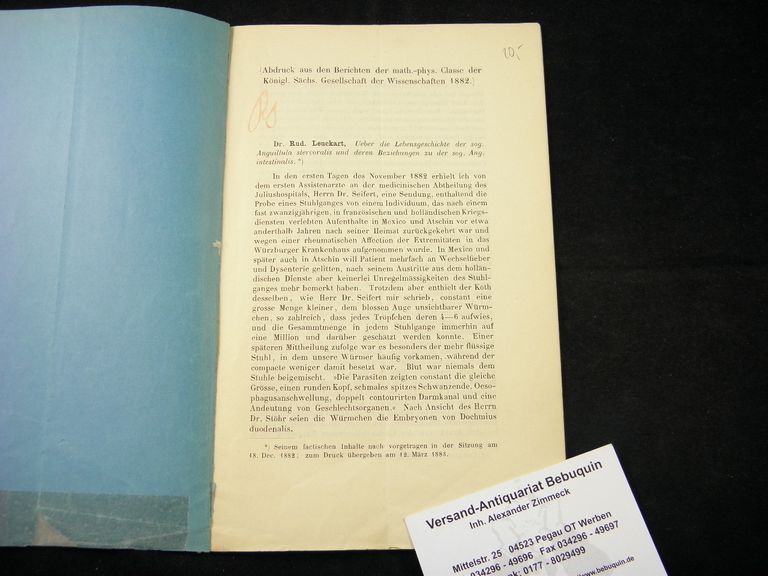 20,-
(Abdruck aus den Berichten der math.-phys. Classe der
Königl. Sächs. Gesellschaft der Wissenschaften 1882.)
Dr. Rud. Leuckart, Ueber die Lebensgeschichte der sog.
Anguillula stercoralis und deren Beziehungen zu der sog. Ang.
intestinalis.*)
In den ersten Tagen des November 1882 erhielt ich von
dem ersten Assistenarzte an der medicinischen Abtheilung des
Juliushospitals, Herrn Dr. Seifert, eine Sendung, enthaltend die
Probe eines Stuhlganges von einem Individuum, das nach einem
fast zwanzigjährigen, in französischen und holländischen Kriegs-
diensten verlebten Aufenthalte in Mexico und Atschin vor etwa
anderthalb Jahren nach seiner Heimat zurückgekehrt war und
wegen einer rheumatischen Affection der Extremitäten in das
Würzburger Krankenhaus aufgenommen wurde. In Mexico und
später auch in Atschin will Patient mehrfach an Wechselfieber
und Dysenterie gelitten, nach seinem Austritte aus dem hollän-
dischen Dienste aber keinerlei Unregelmässigkeiten des Stuhl-
ganges mehr bemerkt haben. Trotzdem aber enthielt der Koth
desselben, wie Herr Dr. Seifert mir schrieb, constant eine
grosse Menge kleiner, dem blossen Auge unsichtbarer Würm-
chen, so zahlreich, dass jedes Tröpfchen deren 4—6 aufwies,
und die Gesammtmenge in jedem Stuhlgange immerhin auf
eine Million und darüber geschätzt werden konnte. Einer
späteren Mittheilung zufolge war es besonders der mehr flüssige
Stuhl, in dem unsere Würmer häufig vorkamen, während der
compacte weniger damit besetzt war. Blut war niemals dem
Stuhle beigemischt. »Die Parasiten zeigten constant die gleiche
Grösse, einen runden Kopf, schmales spitzes Schwanzende, Oeso-
phagusanschwellung, doppelt contourirten Darmkanal und eine
Andeutung von Geschlechtsorganen.« Nach Ansicht des Herrn
Dr. Stöhr seien die Würmchen die Embryonen von Dochmius
duodenalis.
*) Seinem factischen Inhalte nach vorgetragen in der Sitzung am
18. Dec. 1882; zum Druck übergeben am 12. März 1883.
Versand-Antiquariat Bebuquin
Inh. Alexander Zimmeck
Mittelstr. 25 04523 Pegau OT Werben
034296 - 49696 Fax 034296 - 49697
0177 - 8029499
www.bebuquin.de